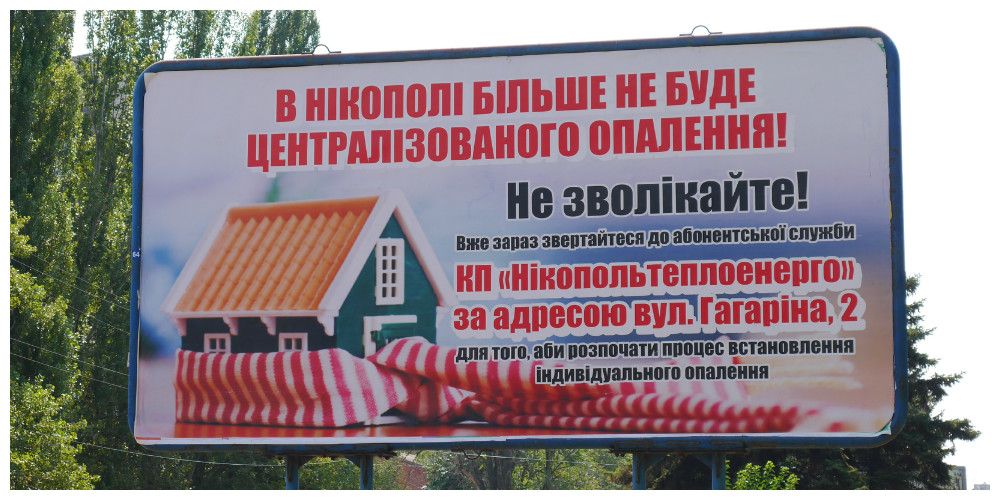 В НІКОПОЛІ БІЛЬШЕ НЕ БУДЕ
ЦЕНТРАЛІЗОВАНОГО ОПАЛЕННЯ!
Не зволікайте!
Вже зараз звертайтеся до абонентської служби
КП «Нікопольтеплоенерго»
за адресою вул. Гагаріна, 2
для того, аби розпочати процес встановлення
індивідуального опалення
64